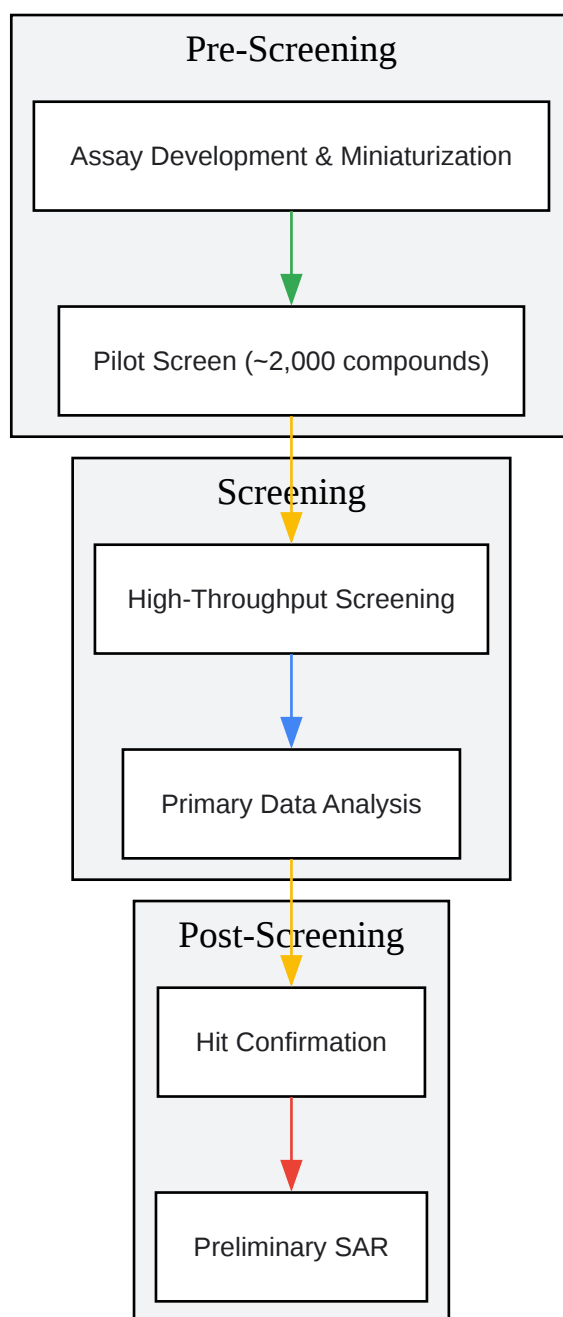 Pre-Screening
Assay Development & Miniaturization
Pilot Screen (~2,000 compounds)
Screening
High-Throughput Screening
Primary Data Analysis
Post-Screening
Hit Confirmation
Preliminary SAR